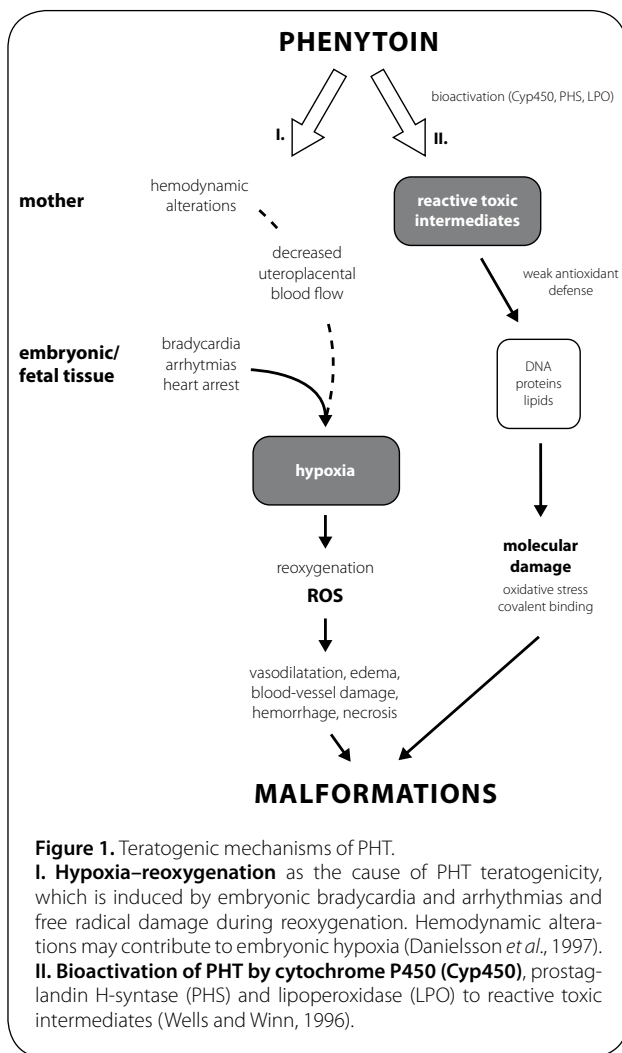 PHENYTOIN
bioactivation (Cyp450, PHS, LPO)
I.
II.
mother
hemodynamic
alterations
reactive toxic
intermediates
decreased
uteroplacental
blood flow
weak antioxidant
defense
embryonic/
fetal tissue
bradycardia
arrhytmias
heart arrest
DNA
proteins
lipids
hypoxia
reoxygenation
ROS
molecular
damage
oxidative stress
covalent binding
vasodilatation, edema,
blood-vessel damage,
hemorrhage, necrosis
MALFORMATIONS
Figure 1. Teratogenic mechanisms of PHT.
I. Hypoxia–reoxygenation as the cause of PHT teratogenicity,
which is induced by embryonic bradycardia and arrhythmias and
free radical damage during reoxygenation. Hemodynamic altera-
tions may contribute to embryonic hypoxia (Danielsson et al., 1997).
II. Bioactivation of PHT by cytochrome P450 (Cyp450), prostag-
landin H-syntase (PHS) and lipoperoxidase (LPO) to reactive toxic
intermediates (Wells and Winn, 1996).